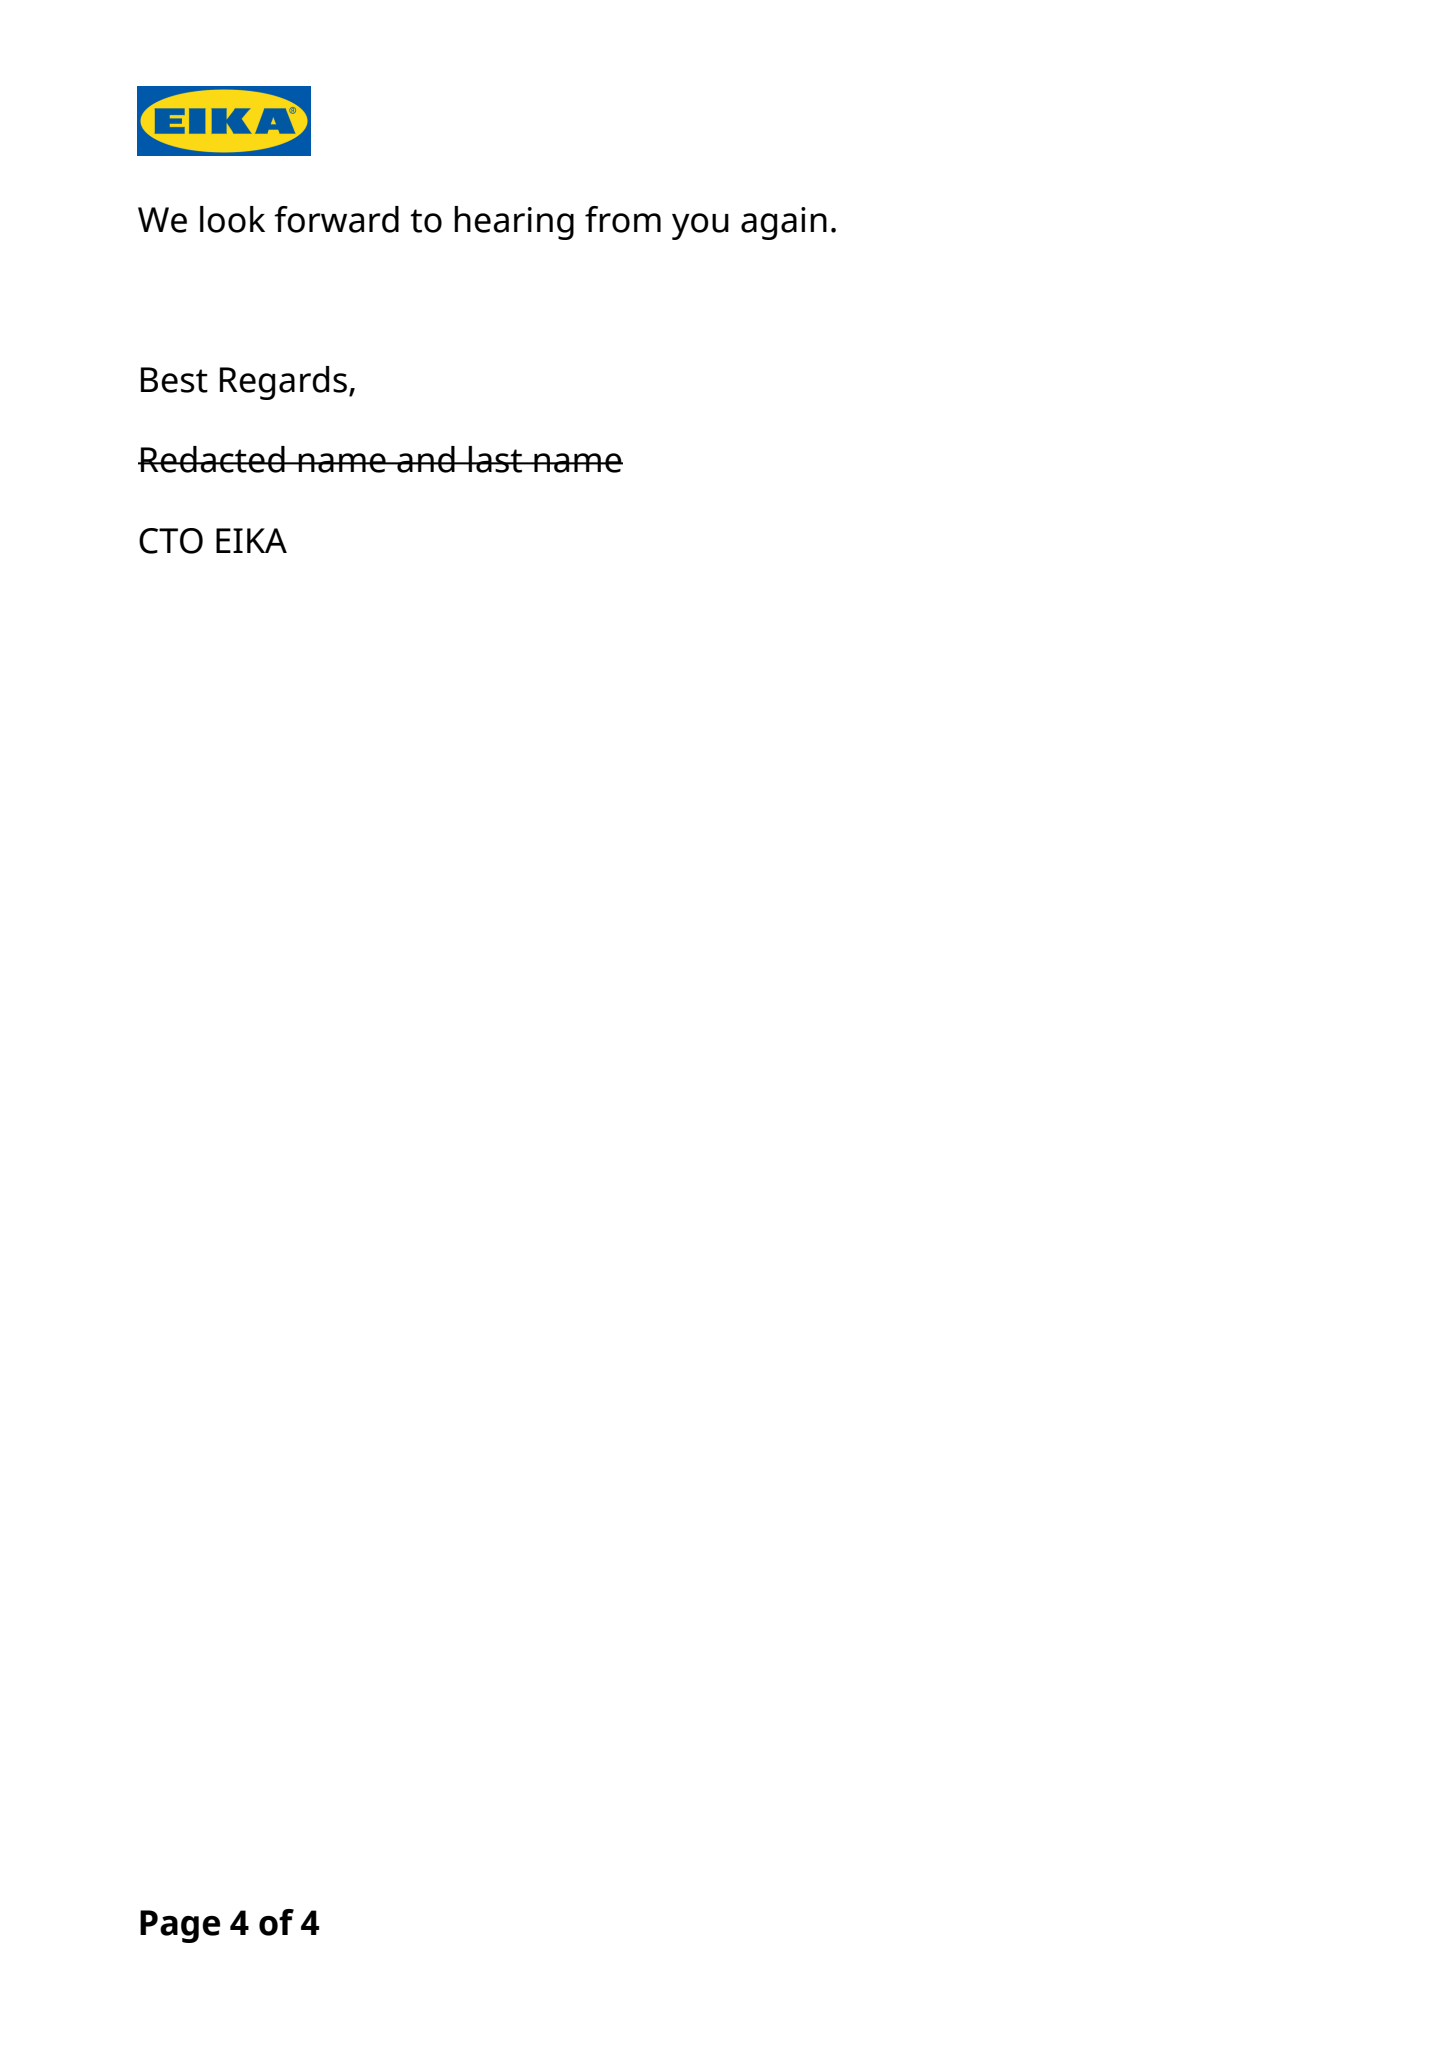 EIKA®
We look forward to hearing from you again.
Best Regards,
Redacted name and last name
CTO EIKA
Page 4 of 4